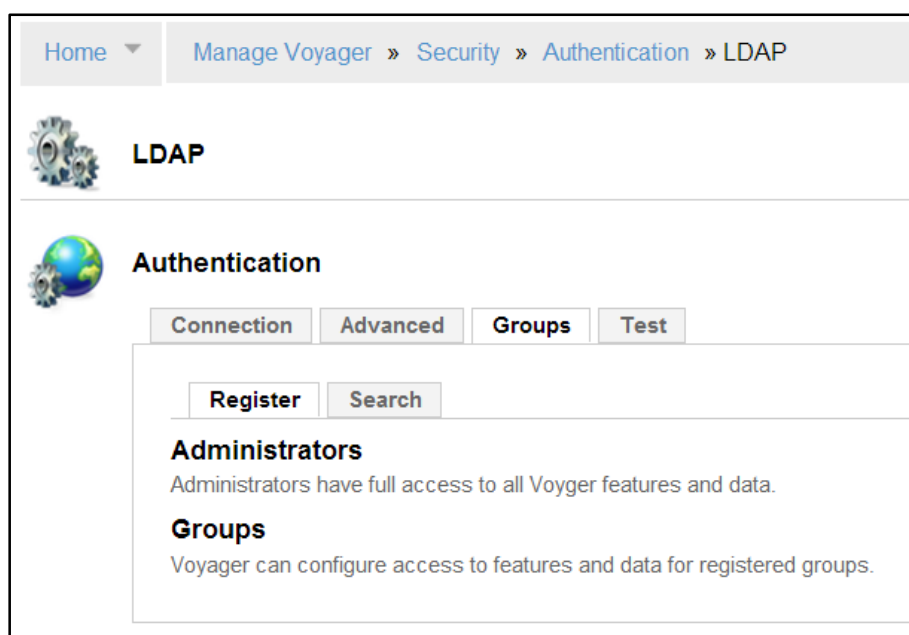 Home Manage Voyager » Security » Authentication » LDAP
LDAP
Authentication
Connection Advanced Groups Test
Register Search
Administrators
Administrators have full access to all Voyger features and data.
Groups
Voyager can configure access to features and data for registered groups.